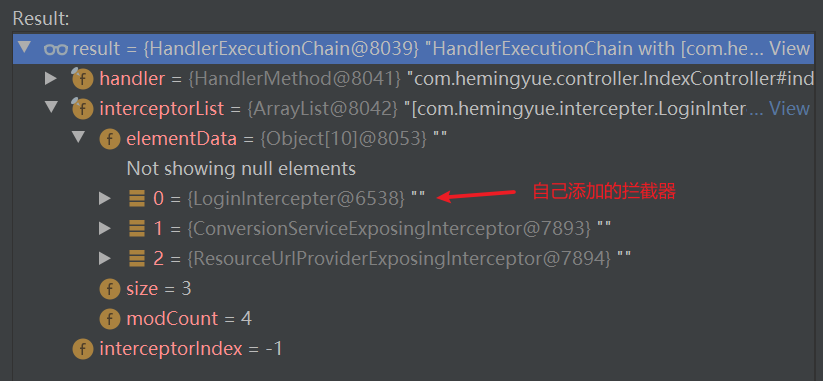 Result:
result = {HandlerExecutionChain@8039} "HandlerExecutionChain with [com.he... View
f handler = {HandlerMethod@8041} "com.hemingyue.controller.IndexController#ind
f interceptorList = {ArrayList@8042} "[com.hemingyue.intercepter.LoginInter ... View
f elementData = {Object[10]@8053} ""
Not showing null elements
0 = {LoginIntercepter@6538} "" 自己添加的拦截器
1 = {ConversionServiceExposingInterceptor@7893} ""
2 = {ResourceUrlProviderExposingInterceptor@7894} ""
f size = 3
f modCount = 4
f interceptorIndex = -1